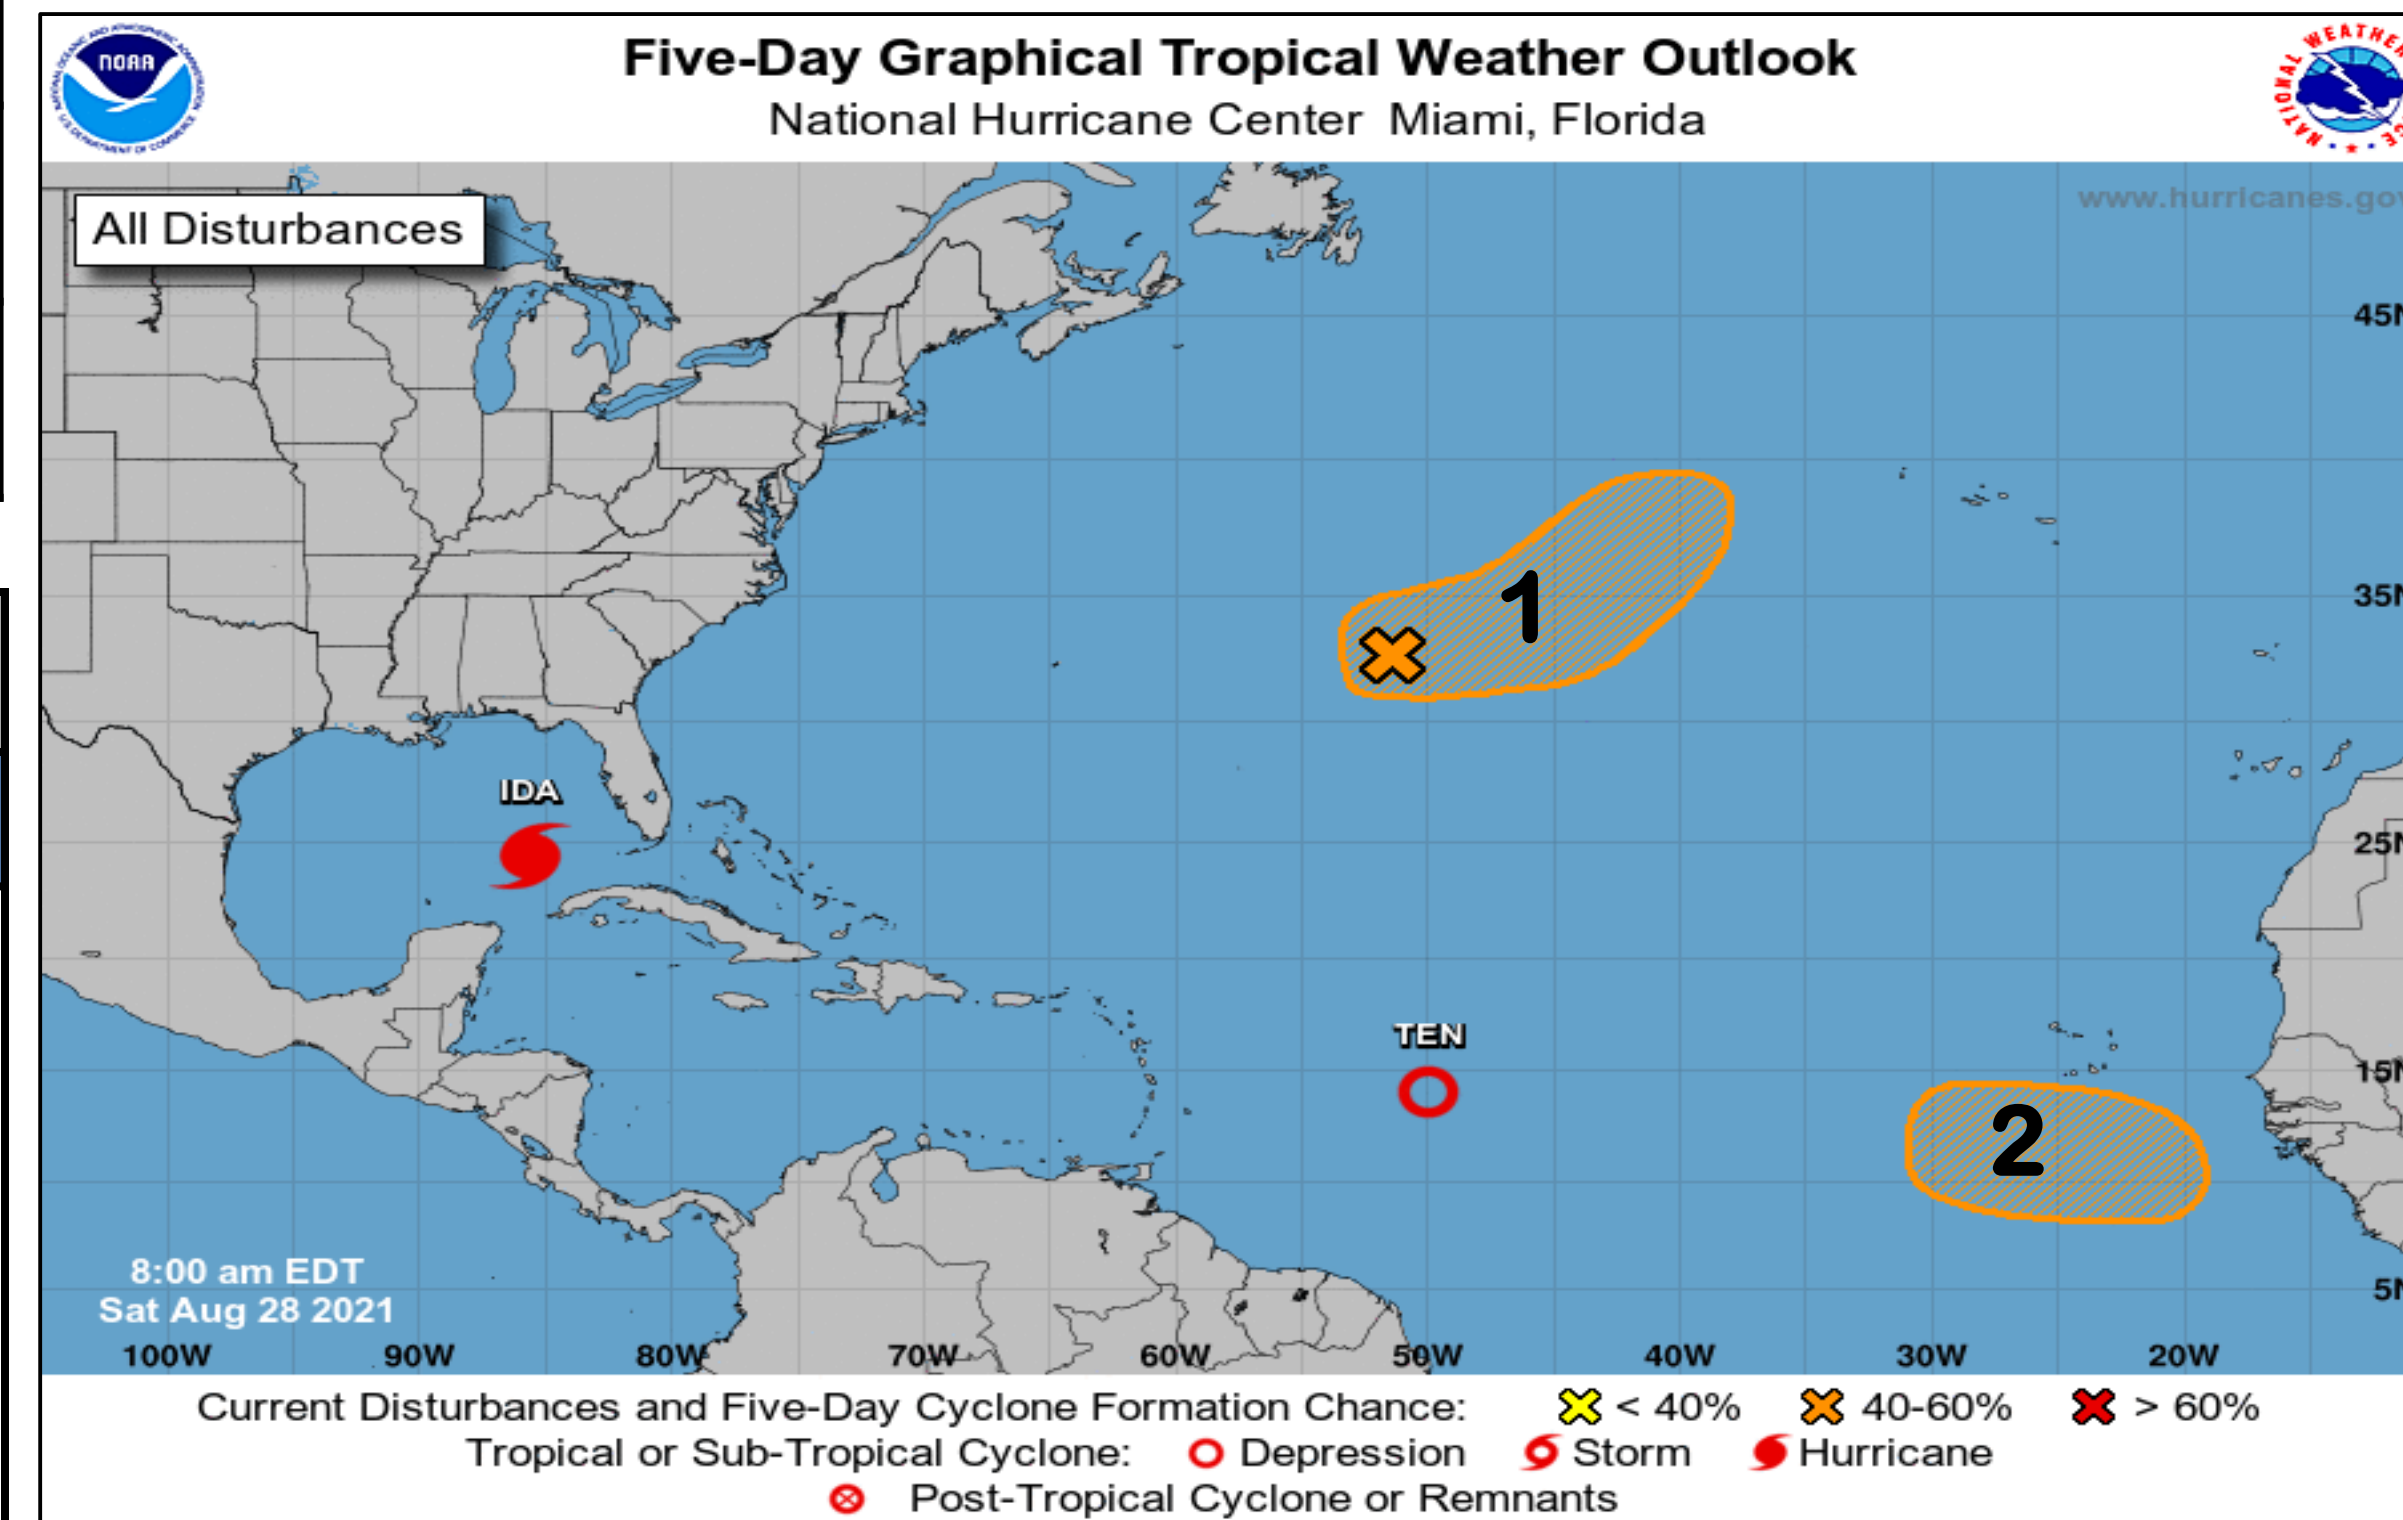 Five-Day Graphical Tropical Weather Outlook
National Hurricane Center Miami, Florida
NOAA
NATIONAL WEATHER
www.hurricanes.gov
All Disturbances
45N
35N
25N
15N
5N
1
IDA
TEN
2
8:00 am EDT
Sat Aug 28 2021
100W 90W 80W 70W 60W 50W 40W 30W 20W
Current Disturbances and Five-Day Cyclone Formation Chance: < 40% 40-60% > 60%
Tropical or Sub-Tropical Cyclone: Depression Storm Hurricane
Post-Tropical Cyclone or Remnants